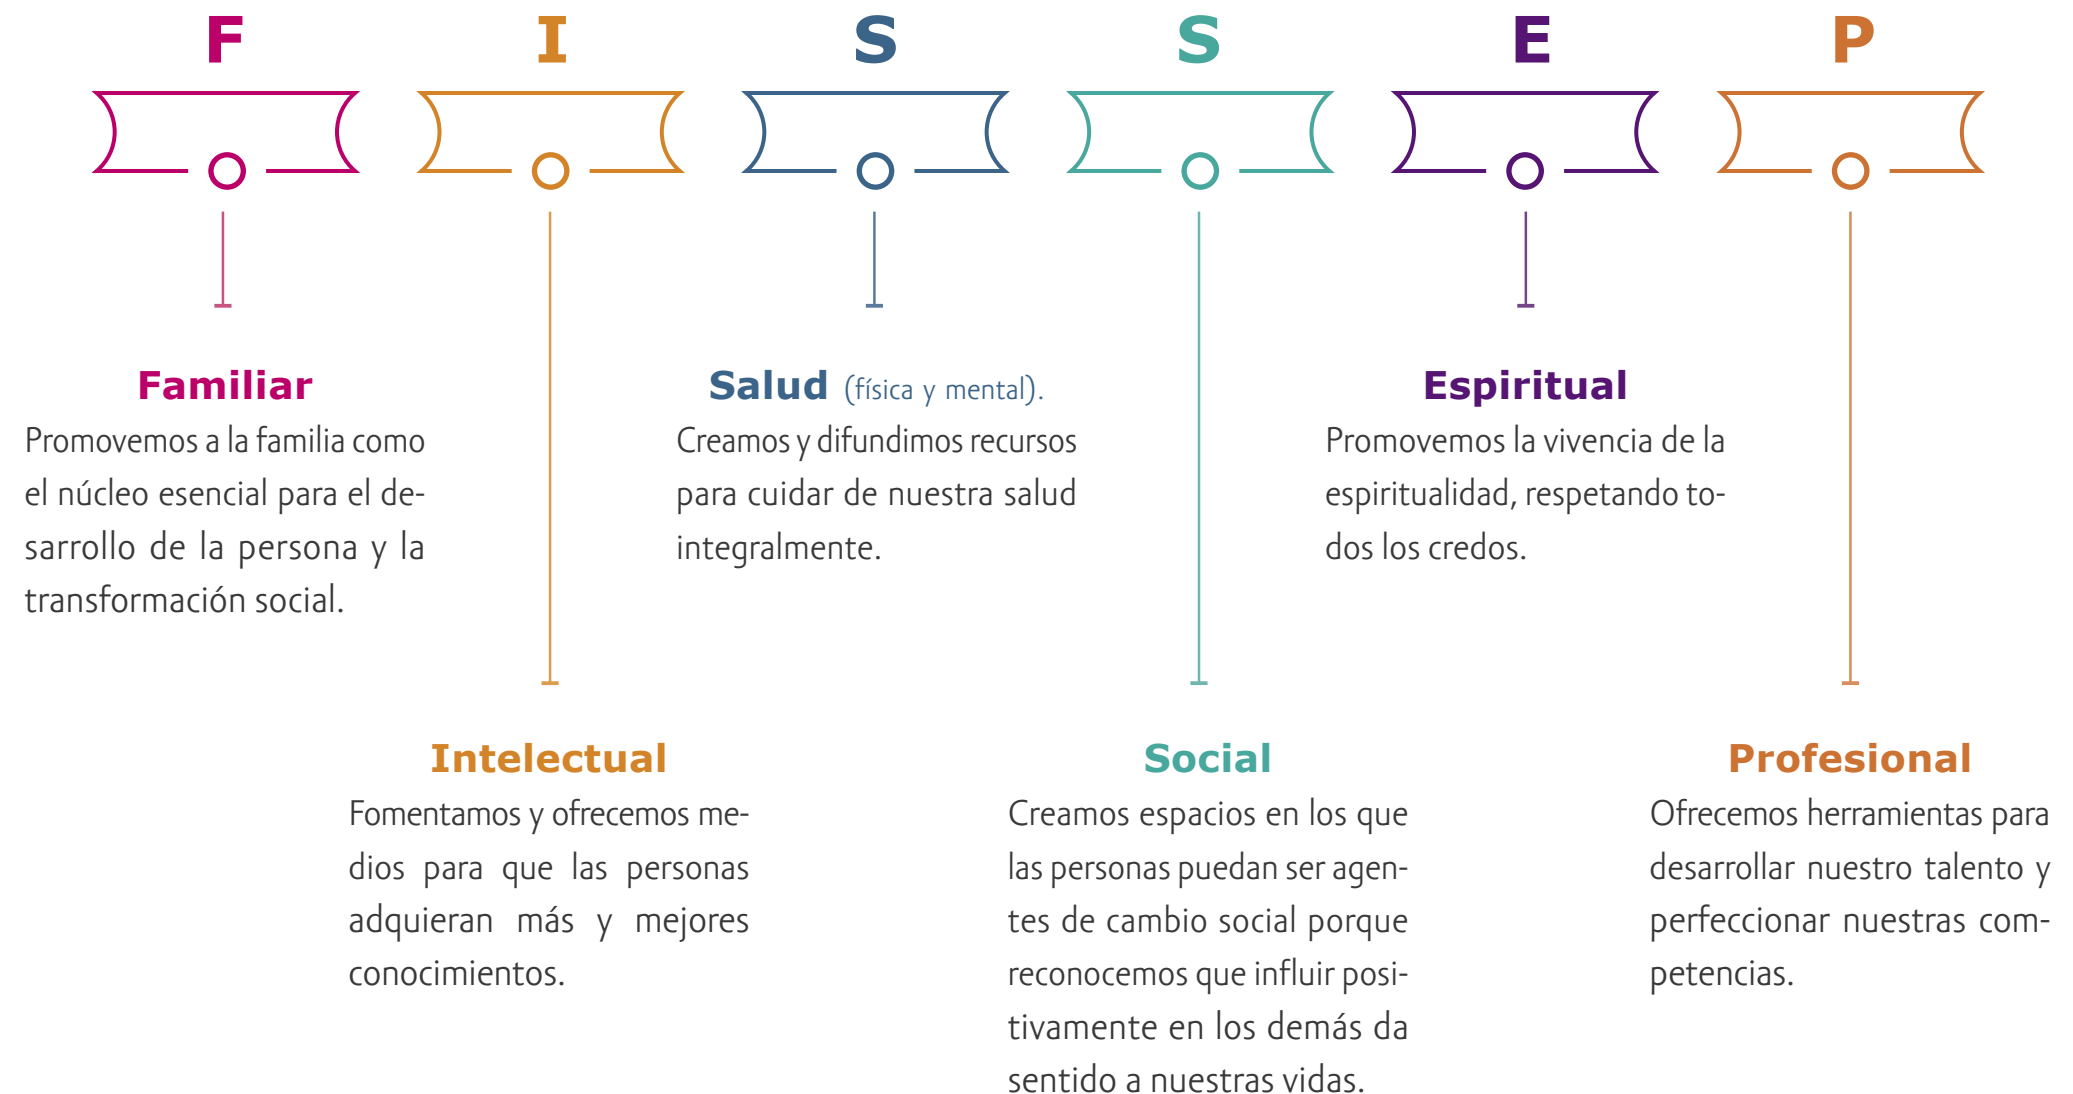 F
I
S
S
E
P
Familiar
Promovemos a la familia como
el núcleo esencial para el de-
sarrollo de la persona y la
transformación social.
Salud (física y mental).
Creamos y difundimos recursos
para cuidar de nuestra salud
integralmente.
Espiritual
Promovemos la vivencia de la
espiritualidad, respetando to-
dos los credos.
Intelectual
Fomentamos y ofrecemos me-
dios para que las personas
adquieran más y mejores
conocimientos.
Social
Creamos espacios en los que
las personas puedan ser agen-
tes de cambio social porque
reconocemos que influir posi-
tivamente en los demás da
sentido a nuestras vidas.
Profesional
Ofrecemos herramientas para
desarrollar nuestro talento y
perfeccionar nuestras com-
petencias.